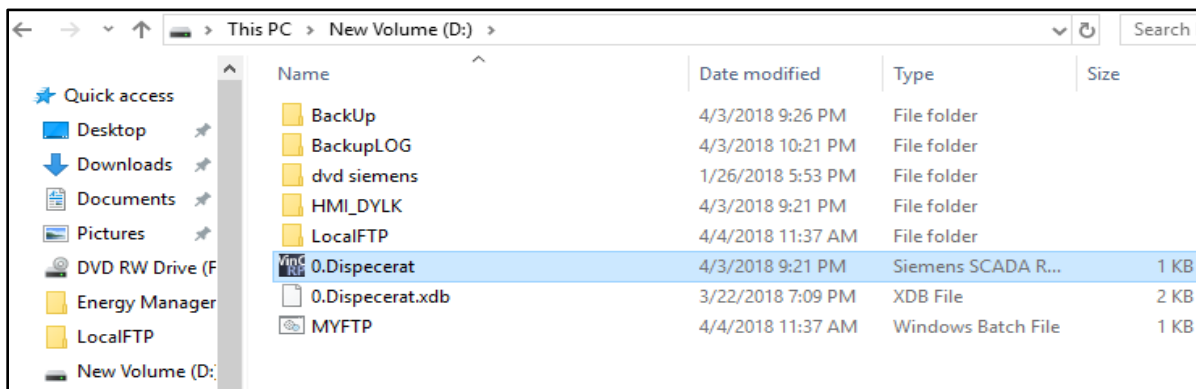 This PC > New Volume (D:) >
Search
Name Date modified Type Size
Quick access
Desktop
Downloads
Documents
Pictures
DVD RW Drive (F
Energy Manager
LocalFTP
New Volume (D:
BackUp 4/3/2018 9:26 PM File folder
BackupLOG 4/3/2018 10:21 PM File folder
dvd siemens 1/26/2018 5:53 PM File folder
HMI_DYLK 4/3/2018 9:21 PM File folder
LocalFTP 4/4/2018 11:37 AM File folder
0.Dispecerat 4/3/2018 9:21 PM Siemens SCADA R... 1 KB
0.Dispecerat.xdb 3/22/2018 7:09 PM XDB File 2 KB
MYFTP 4/4/2018 11:37 AM Windows Batch File 1 KB